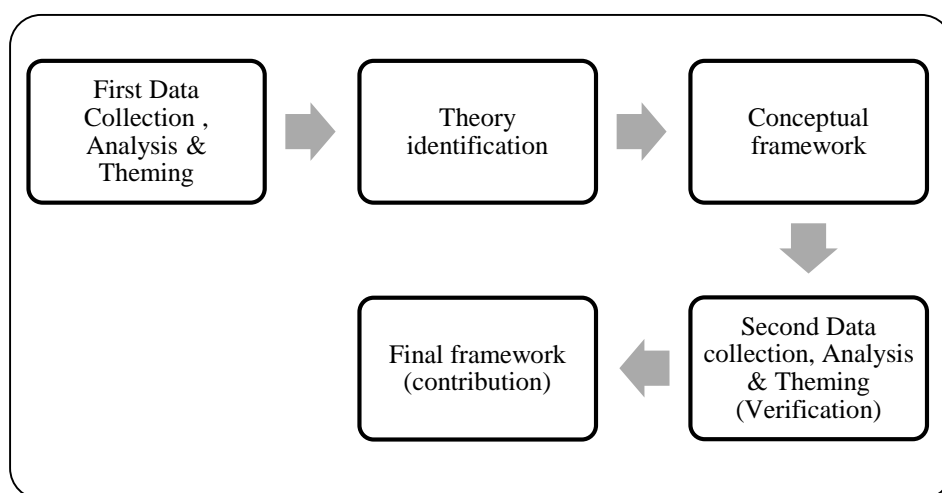 First Data
Collection ,
Analysis &
Theming
Theory
identification
Conceptual
framework
Second Data
collection, Analysis
& Theming
(Verification)
Final framework
(contribution)